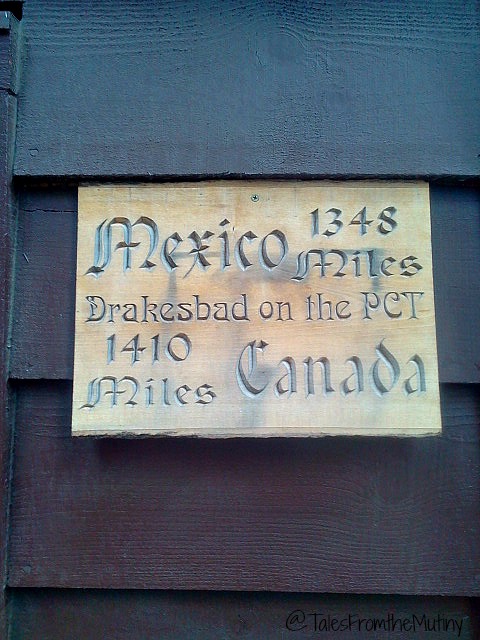 Mexico 1348
Miles
Drakesbad on the PCT
1410
Miles Canada
@TalesFromtheMutiny